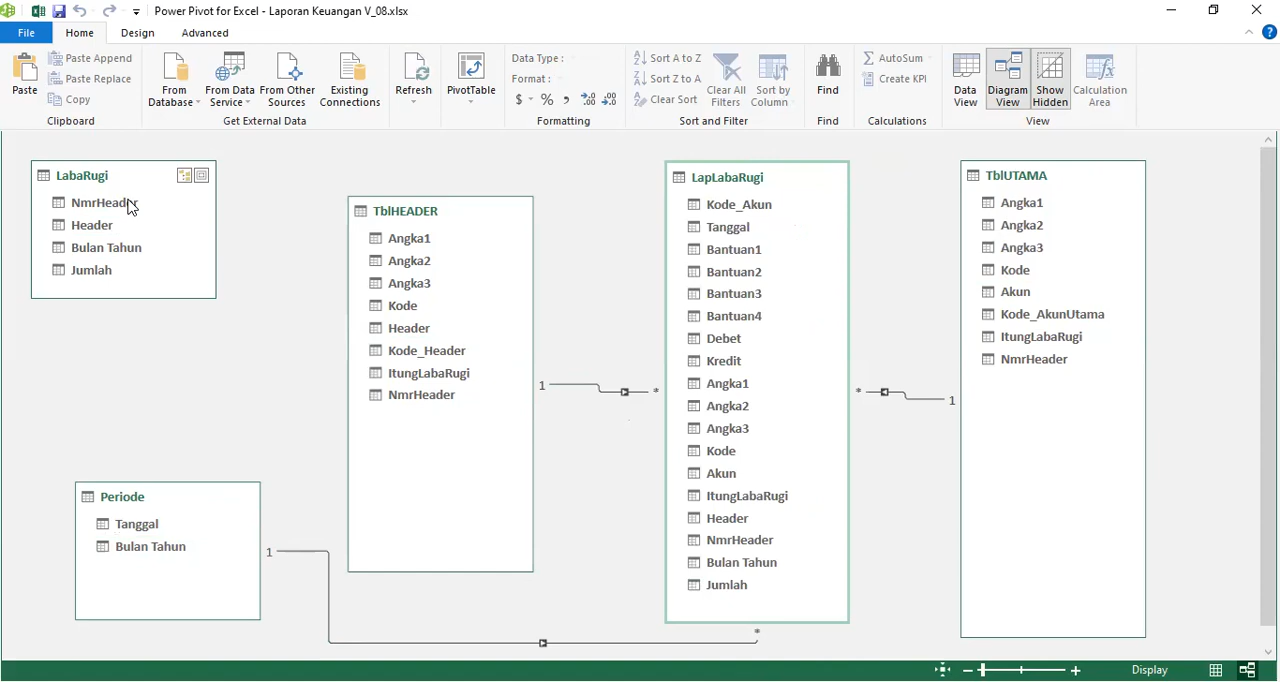 Power Pivot for Excel - Laporan Keuangan V_08.xlsx
File Home Design Advanced
Paste
Paste Append
Paste Replace
Copy
Clipboard
From Database
From Data Service
From Other Sources
Existing Connections
Get External Data
Refresh
PivotTable
Data Type :
Format :
$ % ,
Formatting
Sort A to Z
Sort Z to A
Clear Sort
Clear All Filters
Sort by Column
Sort and Filter
Find
Find
AutoSum
Create KPI
Calculations
Data View
Diagram View
Show Hidden
Calculation Area
View
LabaRugi
NmrHeader
Header
Bulan Tahun
Jumlah
TblHEADER
Angka1
Angka2
Angka3
Kode
Header
Kode_Header
ItungLabaRugi
NmrHeader
1
*
LapLabaRugi
Kode_Akun
Tanggal
Bantuan1
Bantuan2
Bantuan3
Bantuan4
Debet
Kredit
Angka1
Angka2
Angka3
Kode
Akun
ItungLabaRugi
Header
NmrHeader
Bulan Tahun
Jumlah
*
1
TblUTAMA
Angka1
Angka2
Angka3
Kode
Akun
Kode_AkunUtama
ItungLabaRugi
NmrHeader
Periode
Tanggal
Bulan Tahun
1
*
Display